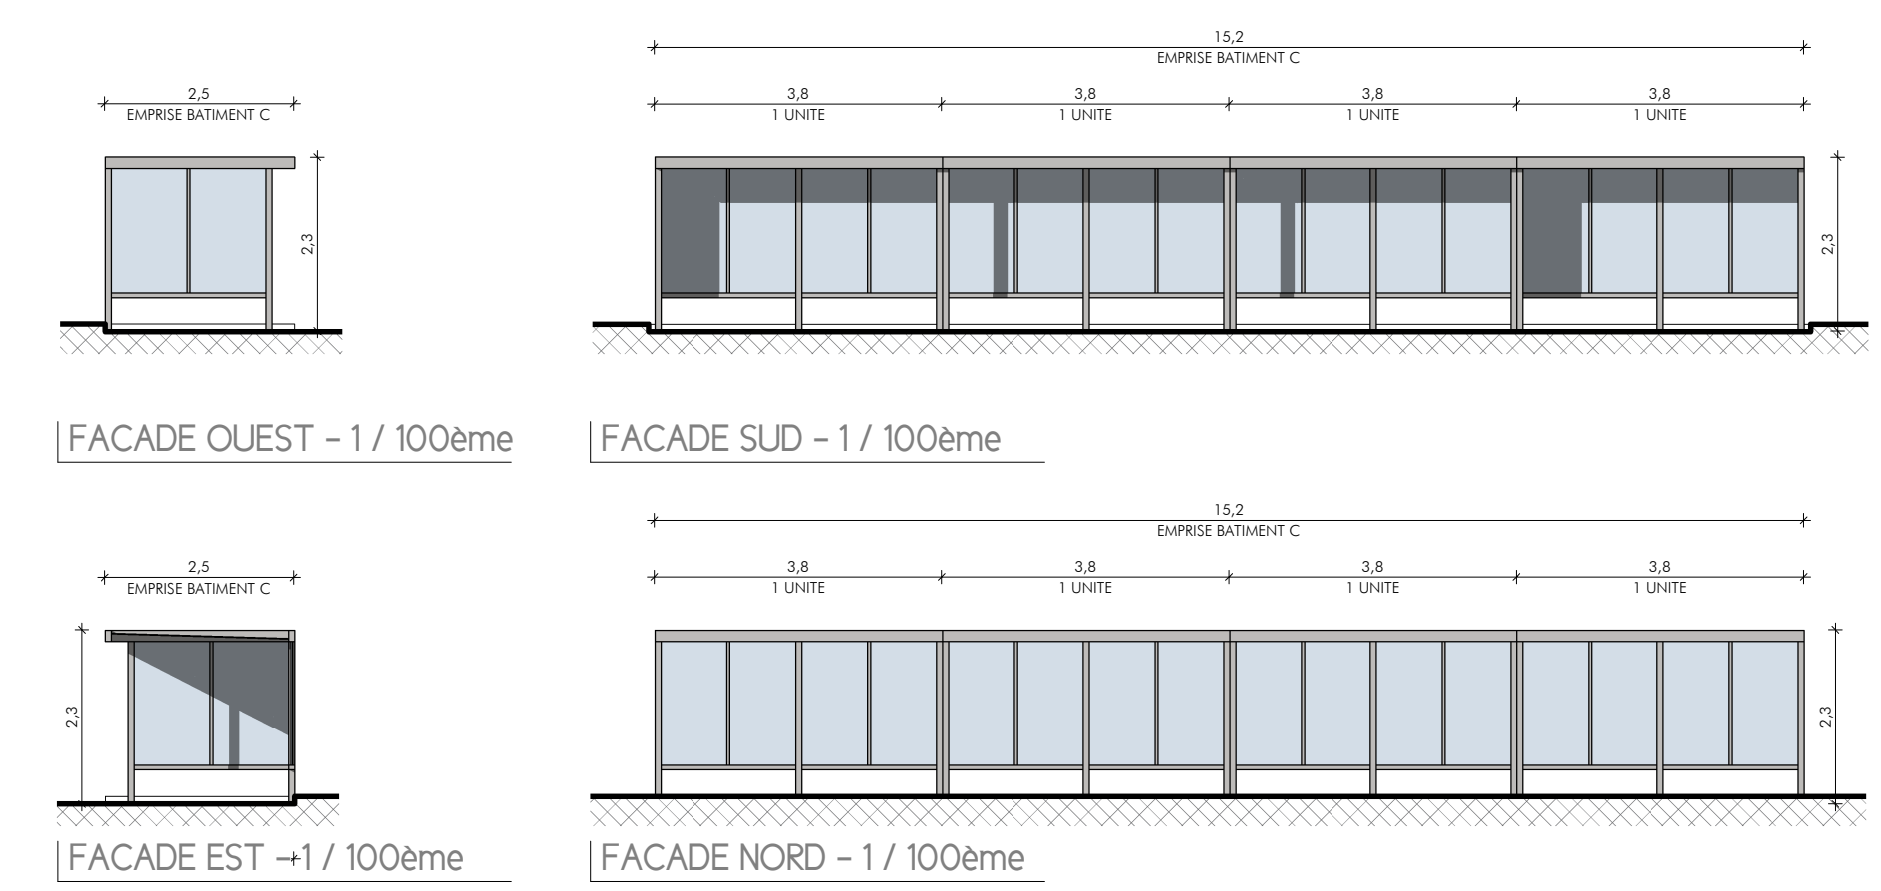 2,5
EMPRISE BATIMENT C
2,3
FACADE OUEST - 1 / 100ème
15,2
EMPRISE BATIMENT C
3,8 3,8 3,8 3,8
1 UNITE 1 UNITE 1 UNITE 1 UNITE
2,3
FACADE SUD - 1 / 100ème
2,5
EMPRISE BATIMENT C
2,3
FACADE EST - 1 / 100ème
15,2
EMPRISE BATIMENT C
3,8 3,8 3,8 3,8
1 UNITE 1 UNITE 1 UNITE 1 UNITE
2,3
FACADE NORD - 1 / 100ème